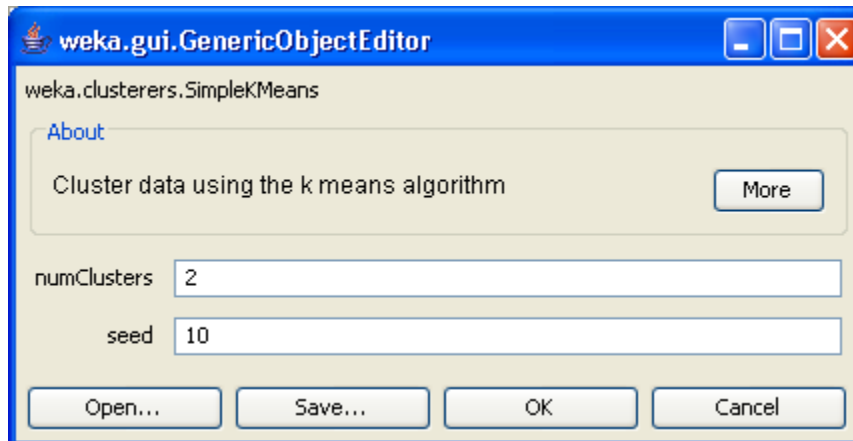 weka.gui.GenericObjectEditor
weka.clusterers.SimpleKMeans
About
Cluster data using the k means algorithm
More
numClusters 2
seed 10
Open... Save... OK Cancel